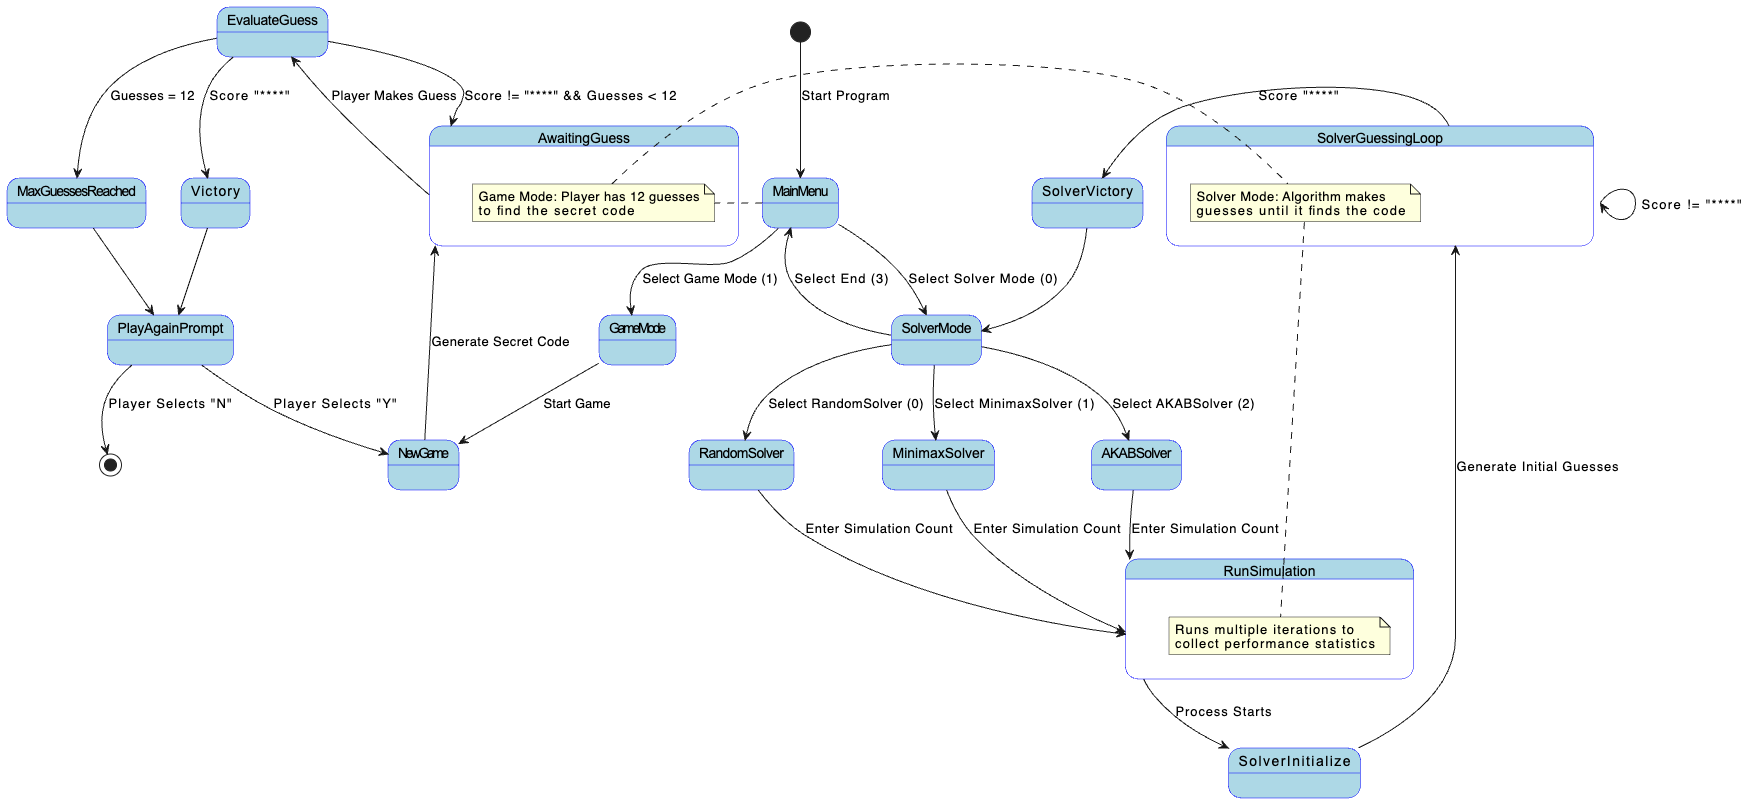 EvaluateGuess
Guesses = 12
Score "****"
Player Makes Guess
Score != "****" && Guesses < 12
Start Program
Score "****"
AwaitingGuess
SolverGuessingLoop
MaxGuessesReached
Victory
Game Mode: Player has 12 guesses
to find the secret code
MainMenu
SolverVictory
Solver Mode: Algorithm makes
guesses until it finds the code
Score != "****"
Select Game Mode (1)
Select End (3)
Select Solver Mode (0)
PlayAgainPrompt
GameMode
SolverMode
Generate Secret Code
Player Selects "N"
Player Selects "Y"
Start Game
Select RandomSolver (0)
Select MinimaxSolver (1)
Select AKABSolver (2)
NewGame
RandomSolver
MinimaxSolver
AKABSolver
Generate Initial Guesses
Enter Simulation Count
Enter Simulation Count
Enter Simulation Count
RunSimulation
Runs multiple iterations to
collect performance statistics
Process Starts
SolverInitialize